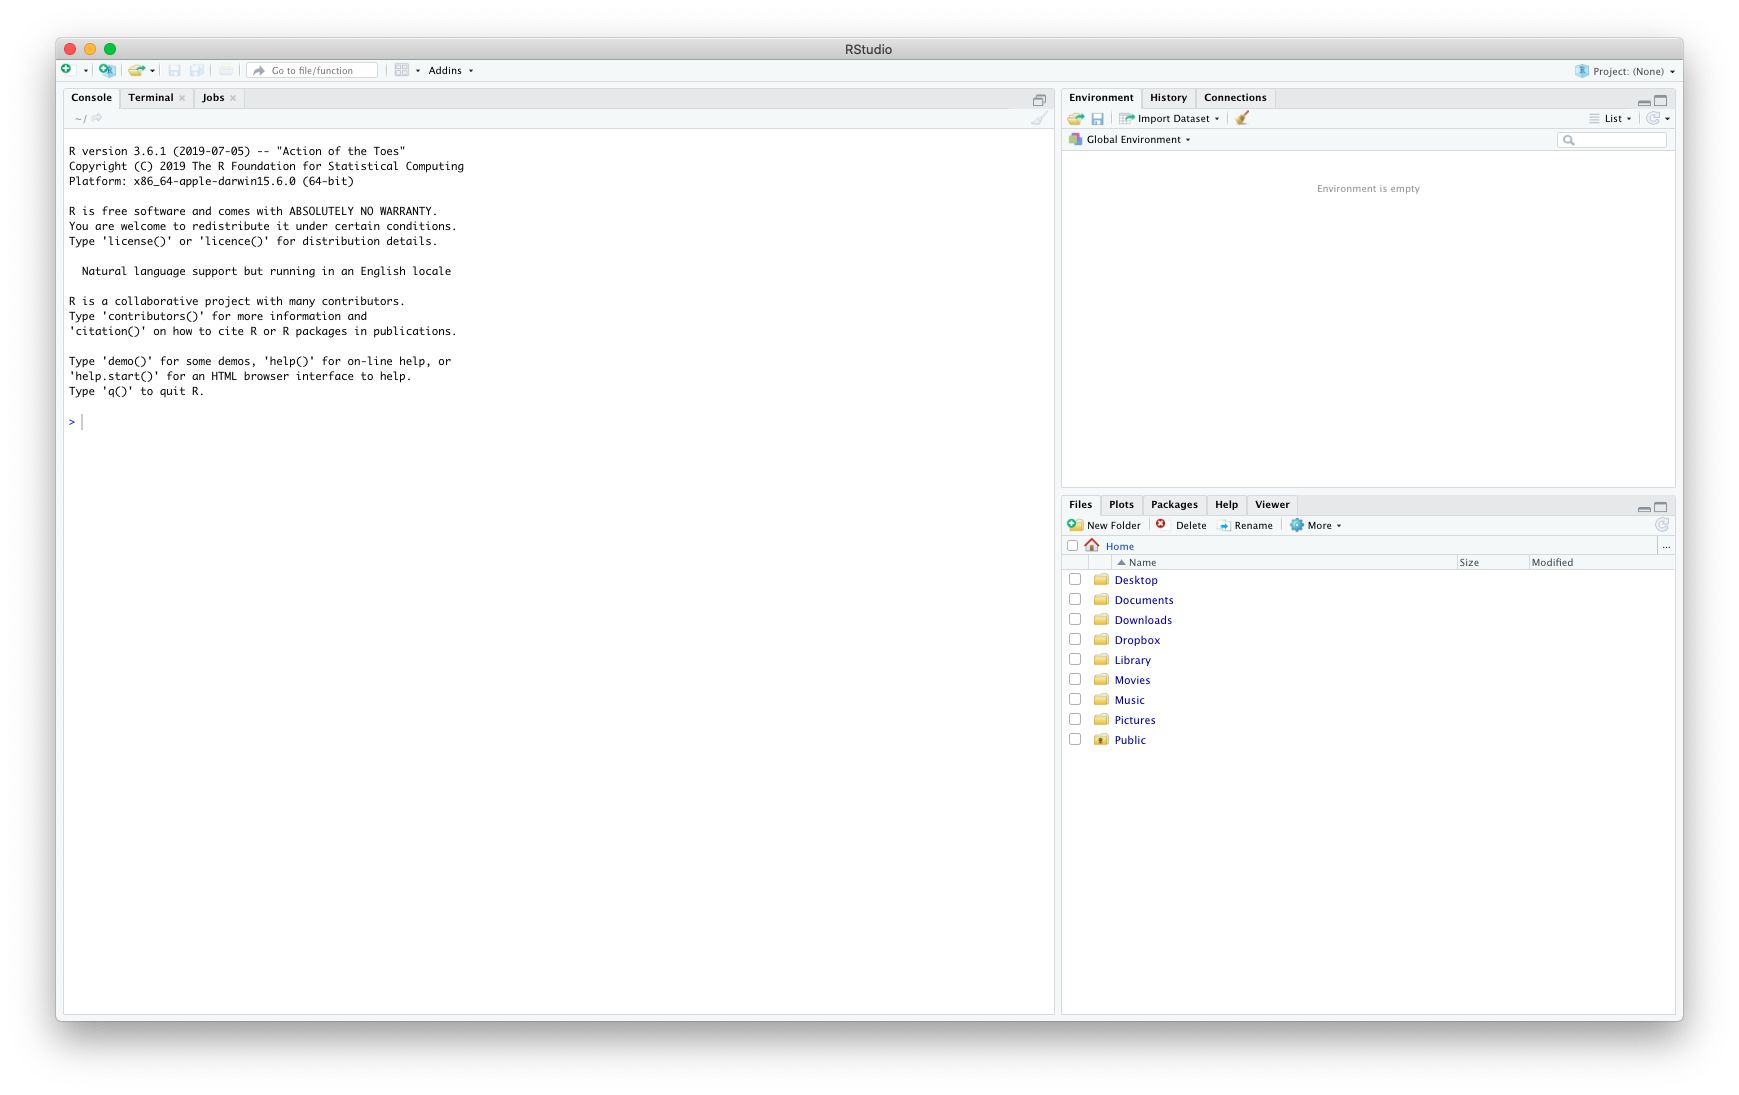 RStudio
Go to file/function
Addins
Project: (None)
Console Terminal Jobs
~/
R version 3.6.1 (2019-07-05) -- "Action of the Toes"
Copyright (C) 2019 The R Foundation for Statistical Computing
Platform: x86_64-apple-darwin15.6.0 (64-bit)
R is free software and comes with ABSOLUTELY NO WARRANTY.
You are welcome to redistribute it under certain conditions.
Type 'license()' or 'licence()' for distribution details.
Natural language support but running in an English locale
R is a collaborative project with many contributors.
Type 'contributors()' for more information and
'citation()' on how to cite R or R packages in publications.
Type 'demo()' for some demos, 'help()' for on-line help, or
'help.start()' for an HTML browser interface to help.
Type 'q()' to quit R.
>
Environment History Connections
Import Dataset List
Global Environment
Environment is empty
Files Plots Packages Help Viewer
New Folder Delete Rename More
Home ...
Name Size Modified
Desktop
Documents
Downloads
Dropbox
Library
Movies
Music
Pictures
Public